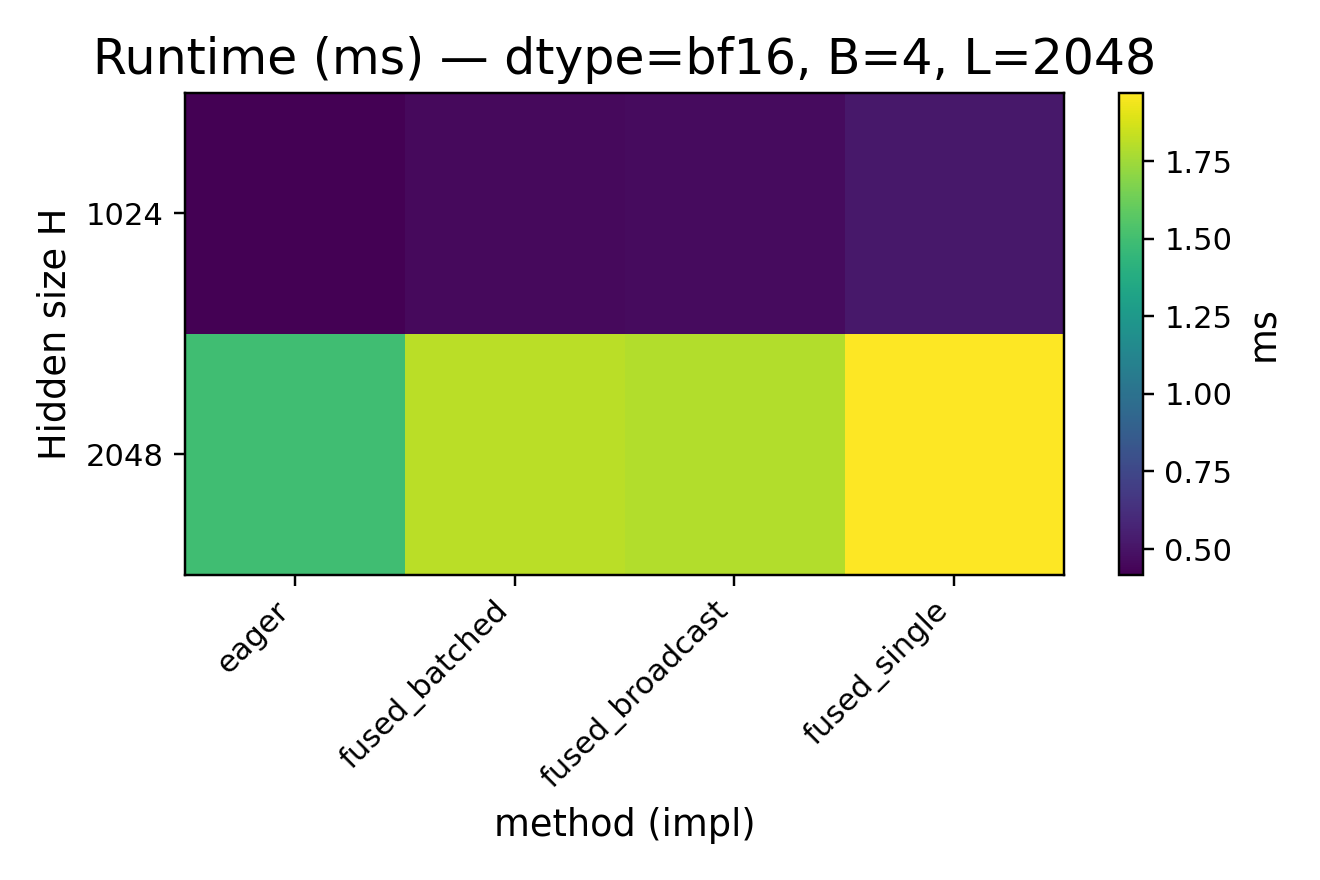 Runtime (ms) — dtype=bf16, B=4, L=2048
Hidden size H
1024
2048
eager
fused_batched
fused_broadcast
fused_single
method (impl)
1.75
1.50
1.25
1.00
0.75
0.50
ms